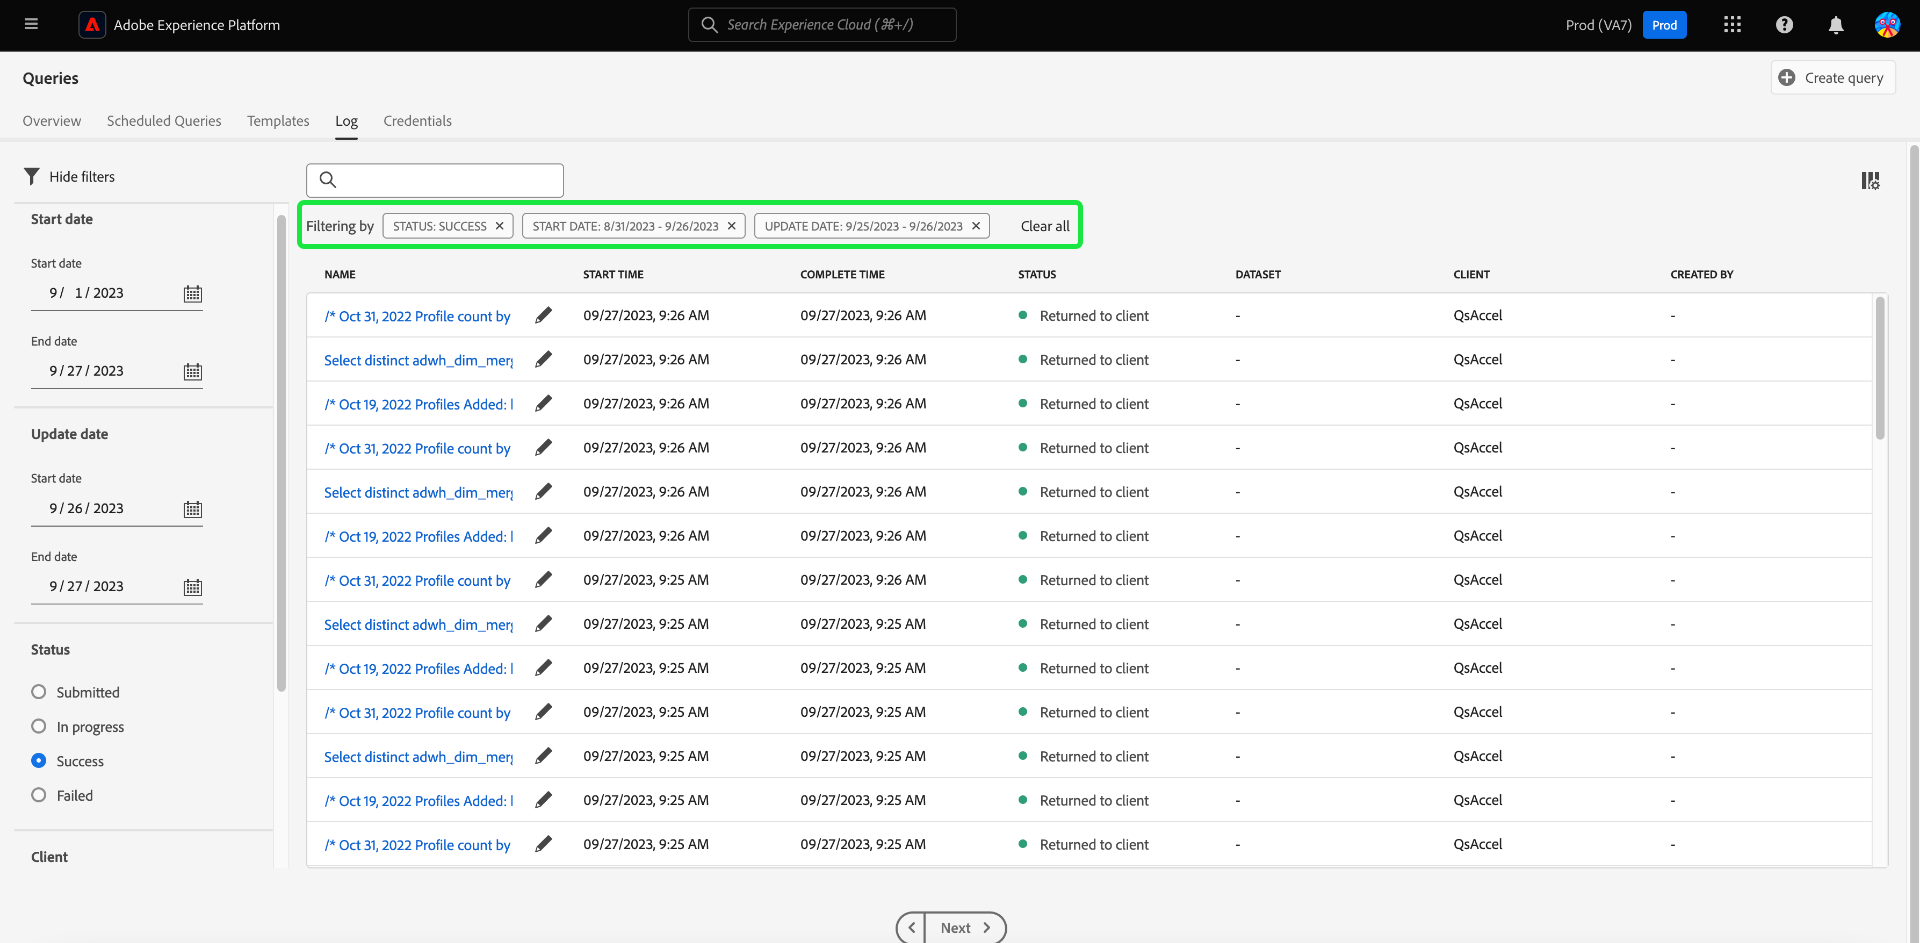 Adobe Experience Platform
Search Experience Cloud (⌘+/)
Prod (VA7) Prod
Queries
Create query
Overview Scheduled Queries Templates Log Credentials
Hide filters
Start date
Start date
9/ 1/2023
End date
9/27/2023
Update date
Start date
9/26/2023
End date
9/27/2023
Status
Submitted
In progress
Success
Failed
Client
Filtering by STATUS: SUCCESS START DATE: 8/31/2023 - 9/26/2023 UPDATE DATE: 9/25/2023 - 9/26/2023 Clear all
NAME START TIME COMPLETE TIME STATUS DATASET CLIENT CREATED BY
/* Oct 31, 2022 Profile count by 09/27/2023, 9:26 AM 09/27/2023, 9:26 AM Returned to client - QsAccel -
Select distinct adwh_dim_merg 09/27/2023, 9:26 AM 09/27/2023, 9:26 AM Returned to client - QsAccel -
/* Oct 19, 2022 Profiles Added: 09/27/2023, 9:26 AM 09/27/2023, 9:26 AM Returned to client - QsAccel -
/* Oct 31, 2022 Profile count by 09/27/2023, 9:26 AM 09/27/2023, 9:26 AM Returned to client - QsAccel -
Select distinct adwh_dim_merg 09/27/2023, 9:26 AM 09/27/2023, 9:26 AM Returned to client - QsAccel -
/* Oct 19, 2022 Profiles Added: 09/27/2023, 9:26 AM 09/27/2023, 9:26 AM Returned to client - QsAccel -
/* Oct 31, 2022 Profile count by 09/27/2023, 9:25 AM 09/27/2023, 9:26 AM Returned to client - QsAccel -
Select distinct adwh_dim_merg 09/27/2023, 9:25 AM 09/27/2023, 9:25 AM Returned to client - QsAccel -
/* Oct 19, 2022 Profiles Added: 09/27/2023, 9:25 AM 09/27/2023, 9:25 AM Returned to client - QsAccel -
/* Oct 31, 2022 Profile count by 09/27/2023, 9:25 AM 09/27/2023, 9:25 AM Returned to client - QsAccel -
Select distinct adwh_dim_merg 09/27/2023, 9:25 AM 09/27/2023, 9:25 AM Returned to client - QsAccel -
/* Oct 19, 2022 Profiles Added: 09/27/2023, 9:25 AM 09/27/2023, 9:25 AM Returned to client - QsAccel -
/* Oct 31, 2022 Profile count by 09/27/2023, 9:25 AM 09/27/2023, 9:25 AM Returned to client - QsAccel -
Next